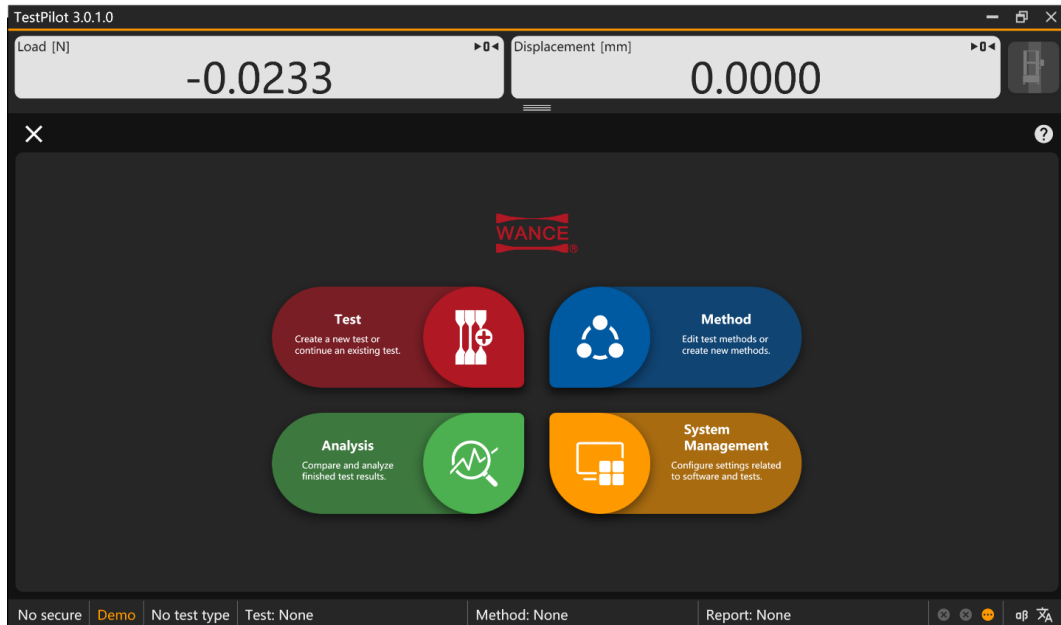 TestPilot 3.0.1.0
Load [N]
▸0◂
-0.0233
Displacement [mm]
▸0◂
0.0000
WANCE®
Test
Create a new test or
continue an existing test.
Method
Edit test methods or
create new methods.
Analysis
Compare and analyze
finished test results.
System
Management
Configure settings related
to software and tests.
No secure
Demo
No test type
Test: None
Method: None
Report: None
αβ